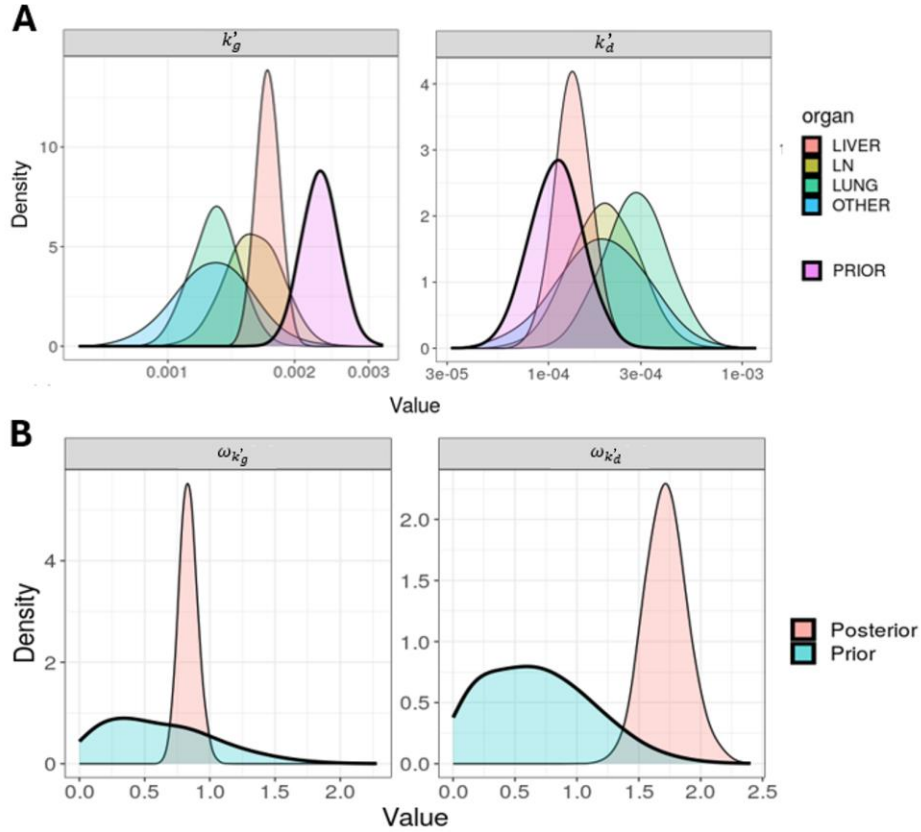 A
k'g
k'd
Density
10
5
0
0.001
0.002
0.003
4
3
2
1
0
3e-05
1e-04
3e-04
1e-03
Value
organ
LIVER
LN
LUNG
OTHER
PRIOR
B
ωk'g
ωk'd
Density
4
2
0
0.0
0.5
1.0
1.5
2.0
2.0
1.5
1.0
0.5
0.0
0.0
0.5
1.0
1.5
2.0
2.5
Value
Posterior
Prior